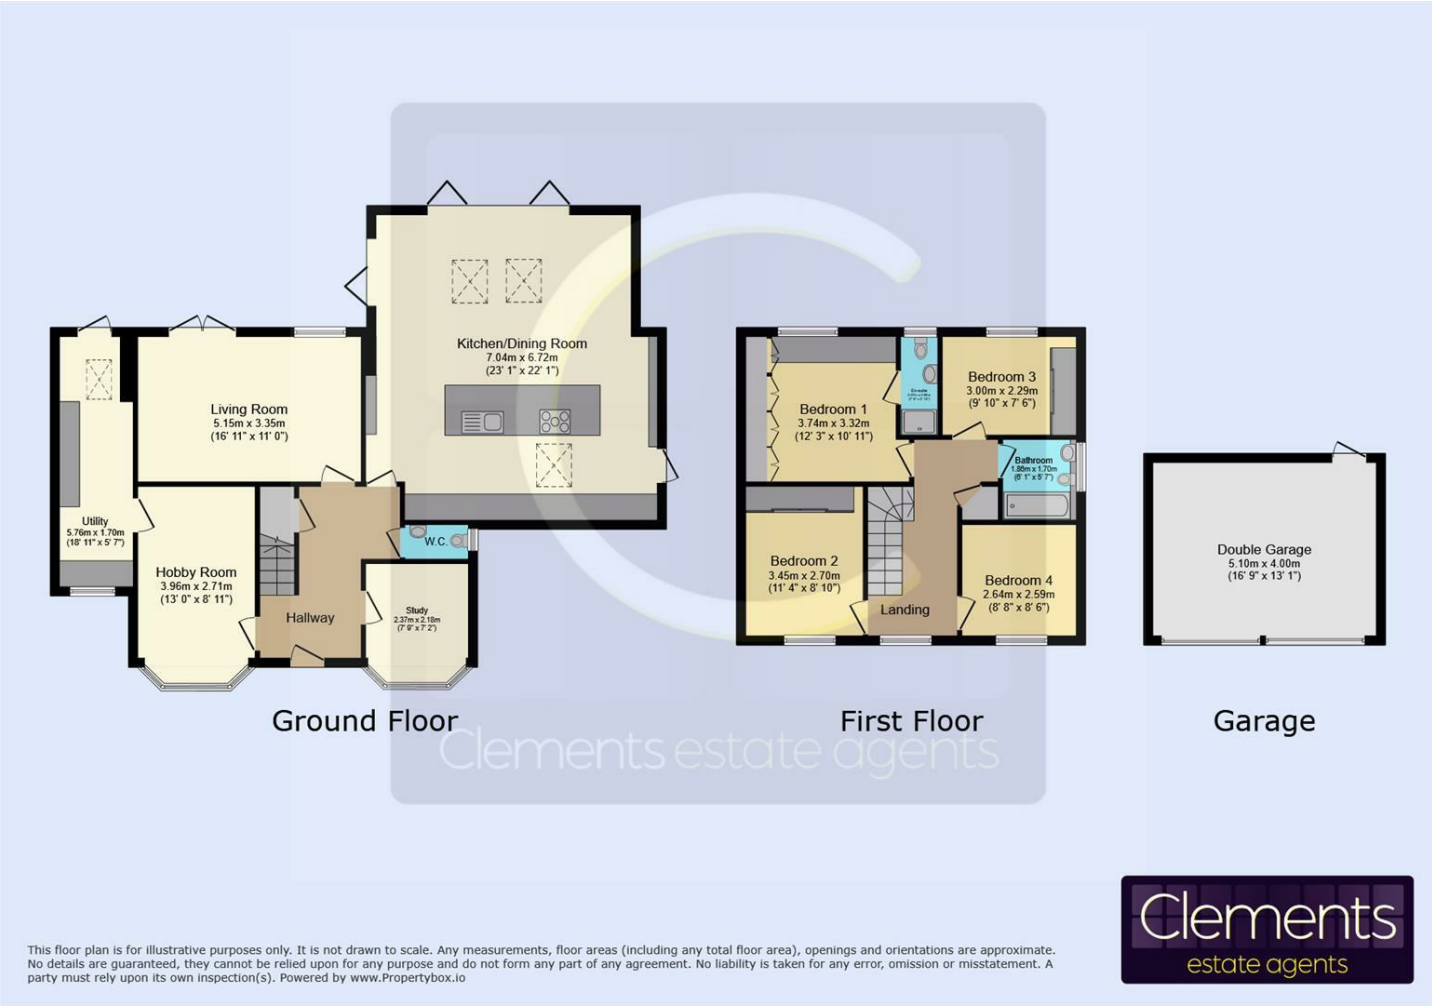 Kitchen/Dining Room
7.04m x 6.72m
(23' 1" x 22' 1")
Living Room
5.15m x 3.35m
(16' 11" x 11' 0")
Utility
5.76m x 1.70m
(18' 11" x 5' 7")
Hobby Room
3.96m x 2.71m
(13' 0" x 8' 11")
W.C.
Hallway
Study
2.37m x 2.18m
(7' 9" x 7' 2")
Ground Floor
Bedroom 1
3.74m x 3.32m
(12' 3" x 10' 11")
En-suite
Bedroom 3
3.00m x 2.29m
(9' 10" x 7' 6")
Bathroom
1.86m x 1.70m
(6' 1" x 5' 7")
Bedroom 2
3.45m x 2.70m
(11' 4" x 8' 10")
Bedroom 4
2.64m x 2.59m
(8' 8" x 8' 6")
Landing
First Floor
Double Garage
5.10m x 4.00m
(16' 9" x 13' 1")
Garage
Clements estate agents
This floor plan is for illustrative purposes only. It is not drawn to scale. Any measurements, floor areas (including any total floor area), openings and orientations are approximate.
No details are guaranteed, they cannot be relied upon for any purpose and do not form any part of any agreement. No liability is taken for any error, omission or misstatement. A
party must rely upon its own inspection(s). Powered by www.Propertybox.io
Clements
estate agents